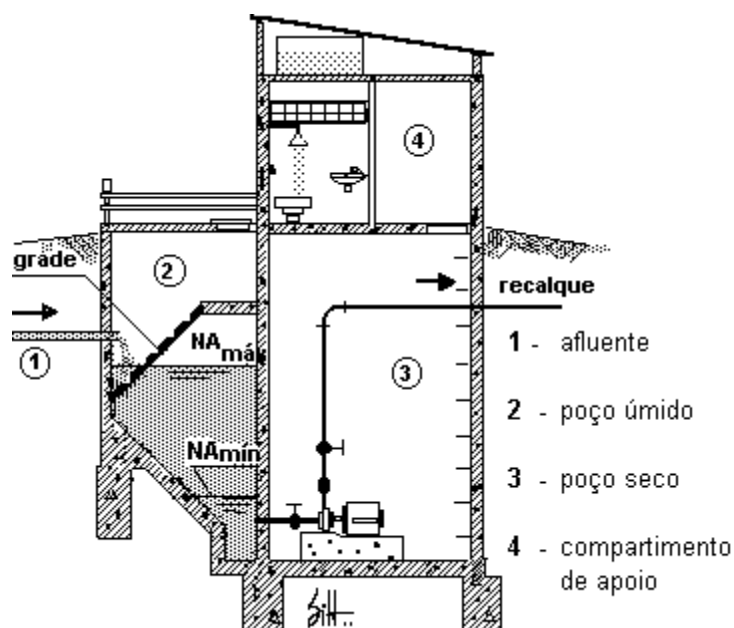 4
grade
2
recalque
NAmáx
1
3
NAmín
1 - afluente
2 - poço úmido
3 - poço seco
4 - compartimento
de apoio